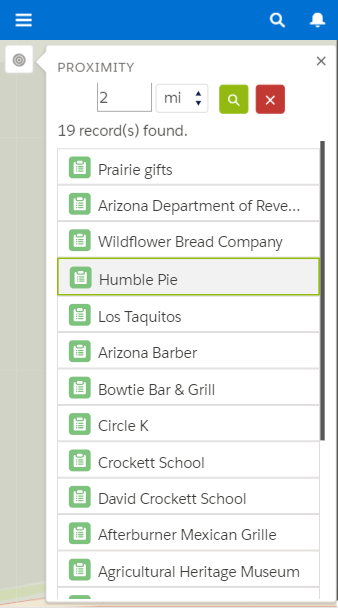 PROXIMITY
2 mi
19 record(s) found.
Prairie gifts
Arizona Department of Reve...
Wildflower Bread Company
Humble Pie
Los Taquitos
Arizona Barber
Bowtie Bar & Grill
Circle K
Crockett School
David Crockett School
Afterburner Mexican Grille
Agricultural Heritage Museum